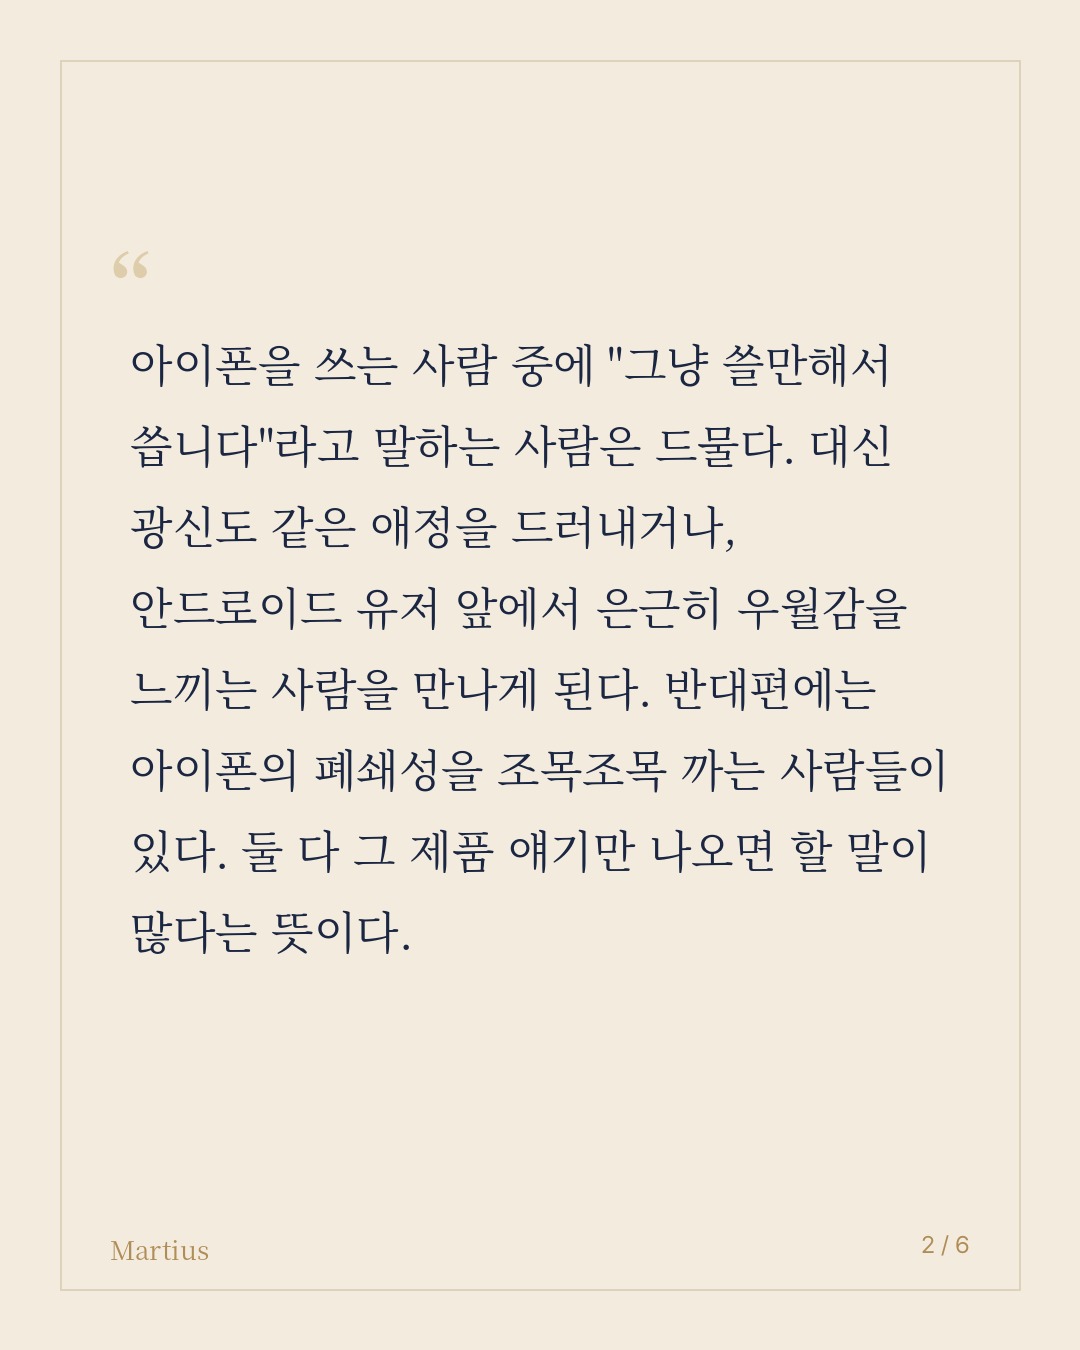 “
아이폰을 쓰는 사람 중에 "그냥 쓸만해서
씁니다"라고 말하는 사람은 드물다. 대신
광신도 같은 애정을 드러내거나,
안드로이드 유저 앞에서 은근히 우월감을
느끼는 사람을 만나게 된다. 반대편에는
아이폰의 폐쇄성을 조목조목 까는 사람들이
있다. 둘 다 그 제품 얘기만 나오면 할 말이
많다는 뜻이다.
Martius
2 / 6